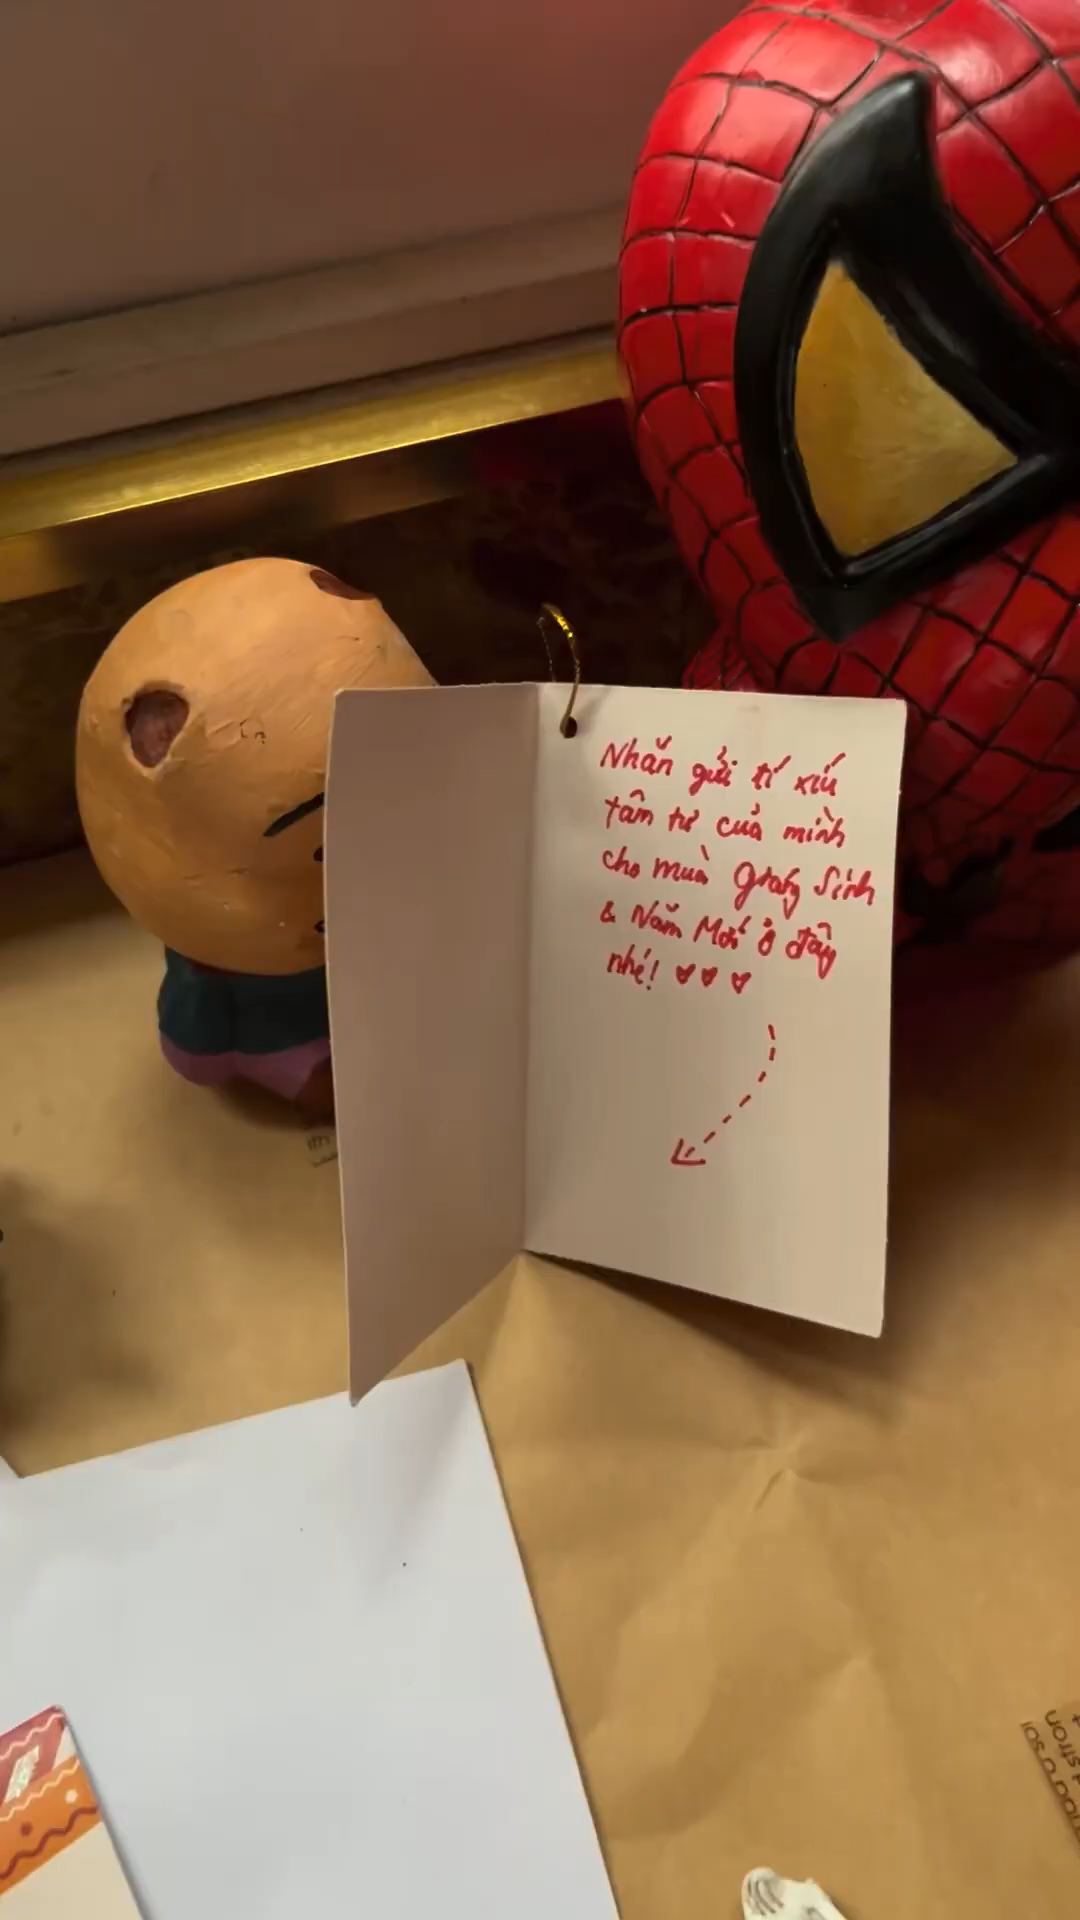 Nhắn gửi tí xíu
tâm tư của mình
cho mùa Giáng Sinh
& Năm Mới ở đây
nhé! ♥ ♥ ♥